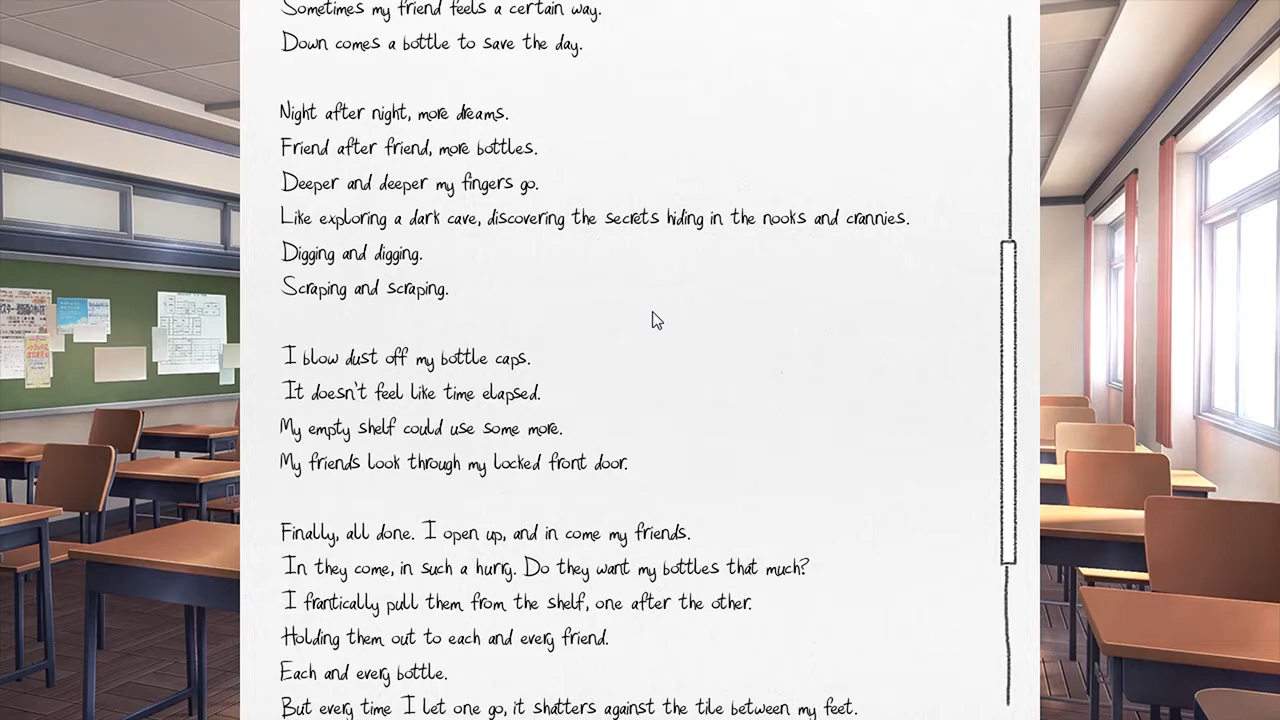 Sometimes my friend feels a certain way.
Down comes a bottle to save the day.
Night after night, more dreams.
Friend after friend, more bottles.
Deeper and deeper my fingers go.
Like exploring a dark cave, discovering the secrets hiding in the nooks and crannies.
Digging and digging.
Scraping and scraping.
I blow dust off my bottle caps.
It doesn't feel like time elapsed.
My empty shelf could use some more.
My friends look through my locked front door.
Finally, all done. I open up, and in come my friends.
In they come, in such a hurry. Do they want my bottles that much?
I frantically pull them from the shelf, one after the other.
Holding them out to each and every friend.
Each and every bottle.
But every time I let one go, it shatters against the tile between my feet.